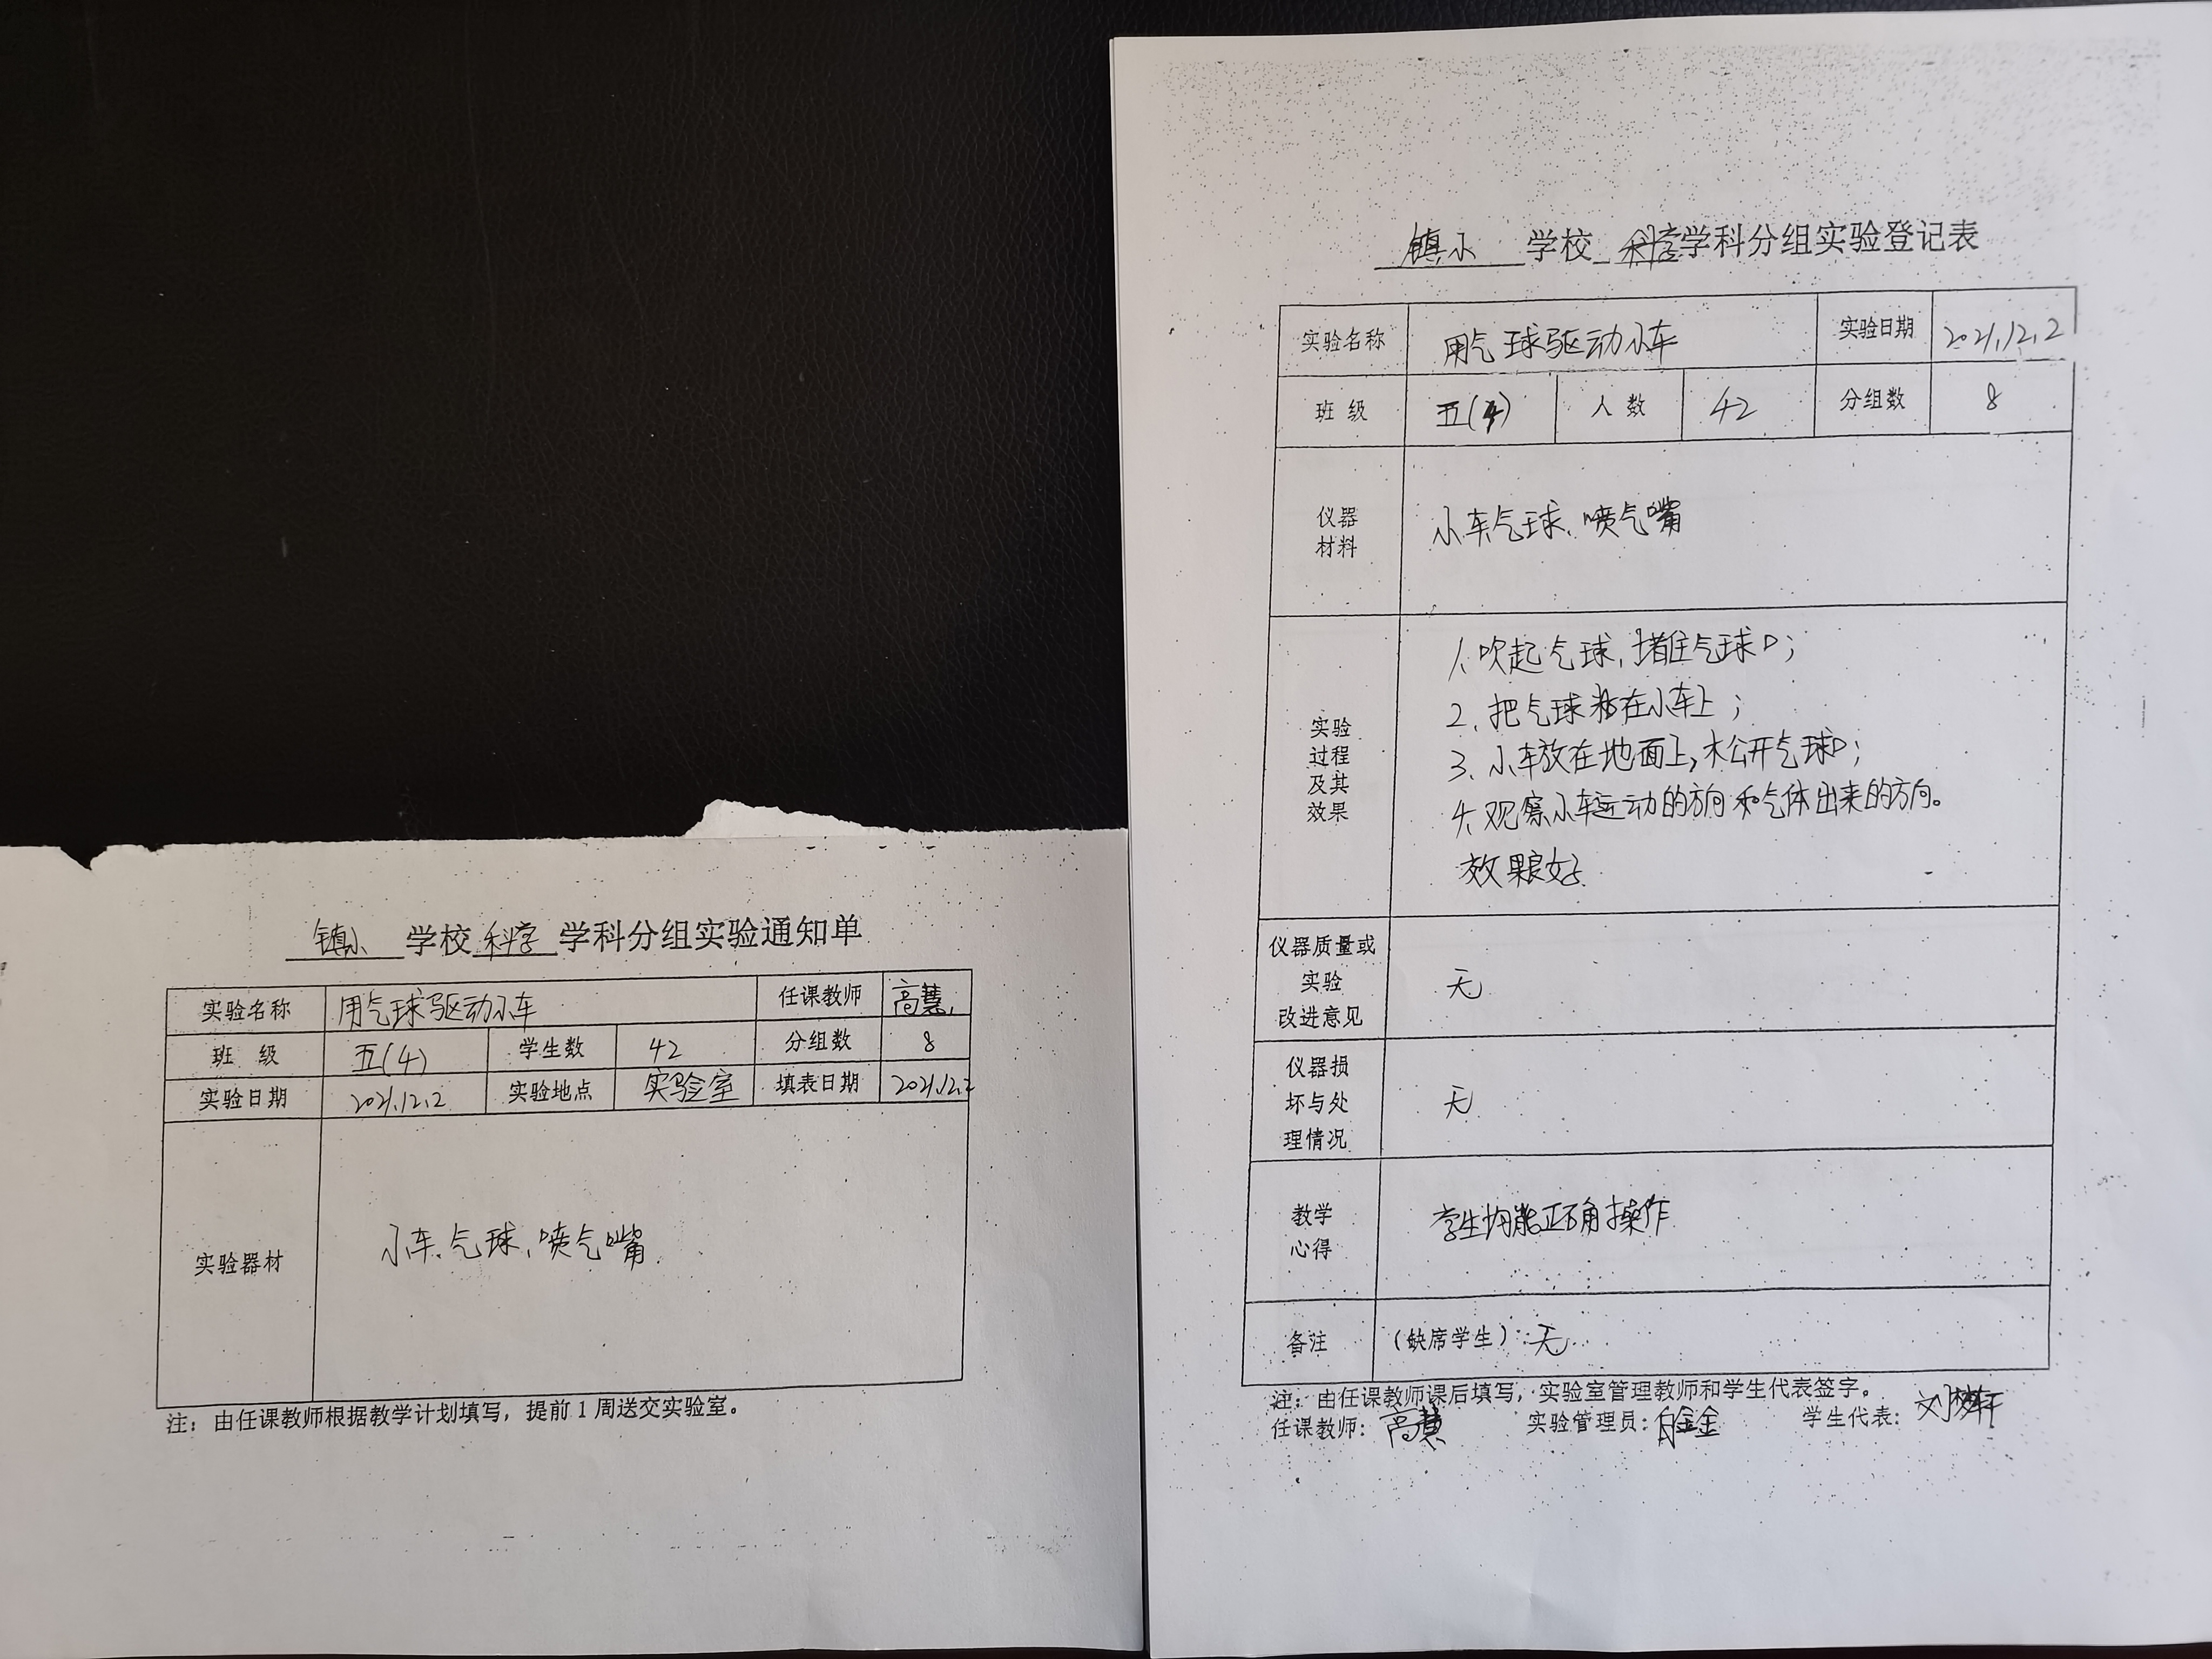 镇小 学校 科学 学科分组实验通知单
实验名称 用气球驱动小车 任课教师 高慧
班 级 五(4) 学生数 42 分组数 8
实验日期 2021.12.2 实验地点 实验室 填表日期 2021.12.2
实验器材 小车、气球、喷气嘴
注：由任课教师根据教学计划填写，提前1周送交实验室。
镇小 学校 科学 学科分组实验登记表
实验名称 用气球驱动小车 实验日期 2021.12.2
班 级 五(4) 人 数 42 分组数 8
仪器
材料
小车气球、喷气嘴
实验
过程
及其
效果
1、吹起气球，堵住气球口；
2、把气球 在小车上；
3、小车放在地面上，松开气球口；
4、观察小车运动的方向和气体出来的方向。
效果良好
仪器质量或
实验
改进意见
无
仪器损
坏与处
理情况
无
教学
心得
学生均能正确操作
备注 （缺席学生）：无
注：由任课教师课后填写，实验室管理教师和学生代表签字。
任课教师：高慧 实验管理员： 金金 学生代表：刘